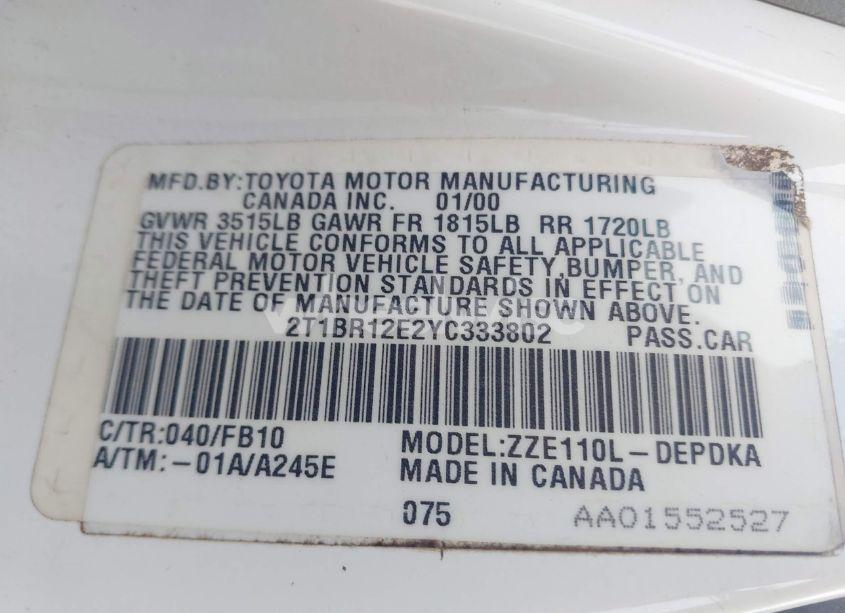 MFD.BY:TOYOTA MOTOR MANUFACTURING
CANADA INC. 01/00
GVWR 3515LB GAWR FR 1815LB RR 1720LB
THIS VEHICLE CONFORMS TO ALL APPLICABLE
FEDERAL MOTOR VEHICLE SAFETY,BUMPER, AND
THEFT PREVENTION STANDARDS IN EFFECT ON
THE DATE OF MANUFACTURE SHOWN ABOVE.
2T1BR12E2YC333802 PASS.CAR
C/TR:040/FB10 MODEL:ZZE110L-DEPDKA
A/TM:-01A/A245E MADE IN CANADA
075 AA01552527